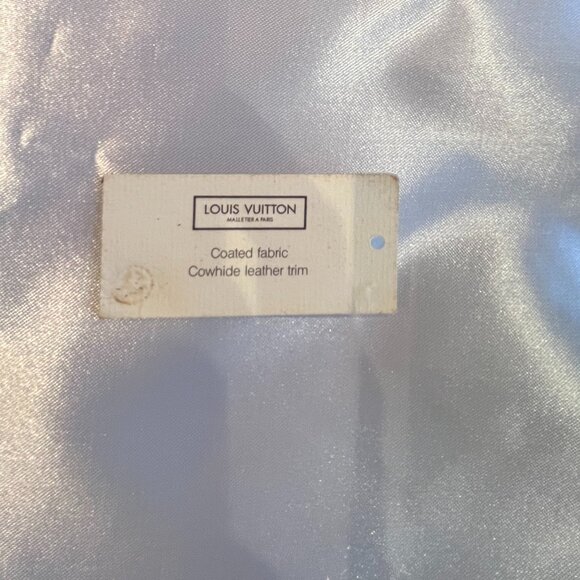 LOUIS VUITTON
MALLETIER A PARIS
Coated fabric
Cowhide leather trim